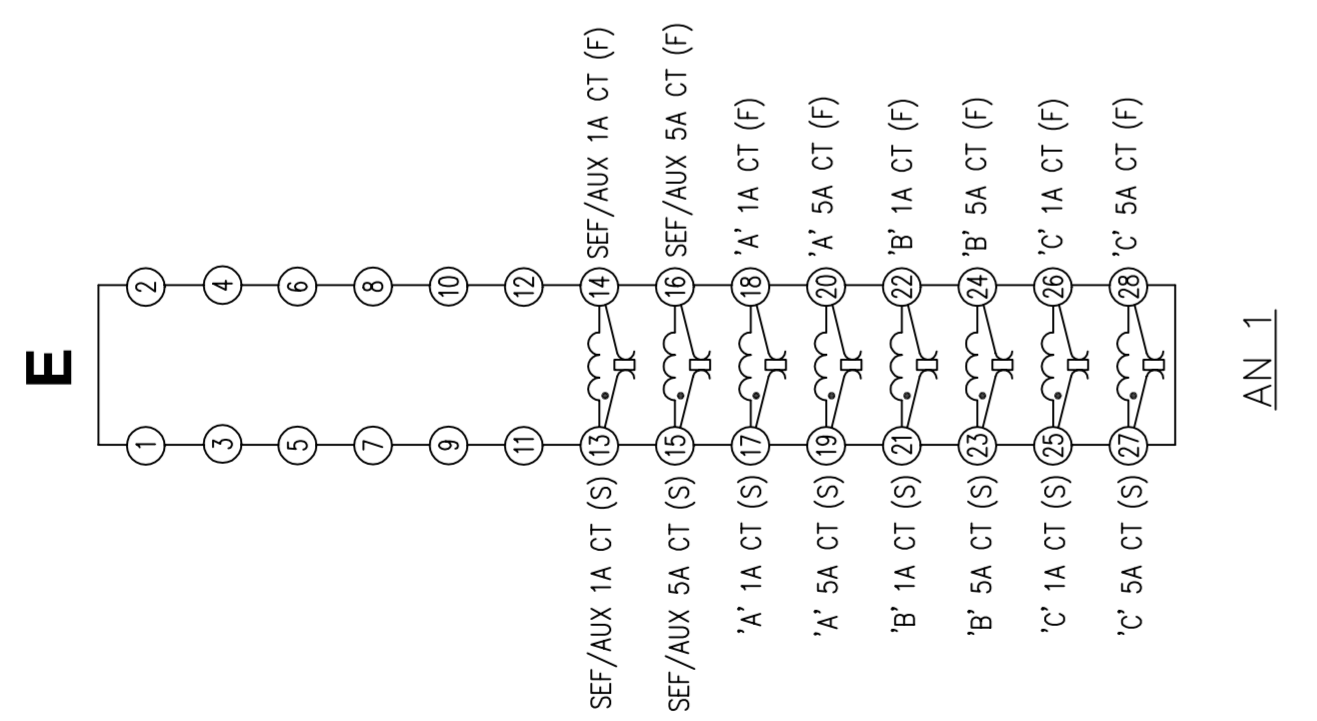 E
2
4
6
8
10
12
14 SEF/AUX 1A CT (F)
16 SEF/AUX 5A CT (F)
18 'A' 1A CT (F)
20 'A' 5A CT (F)
22 'B' 1A CT (F)
24 'B' 5A CT (F)
26 'C' 1A CT (F)
28 'C' 5A CT (F)
1
3
5
7
9
11
SEF/AUX 1A CT (S) 13
SEF/AUX 5A CT (S) 15
'A' 1A CT (S) 17
'A' 5A CT (S) 19
'B' 1A CT (S) 21
'B' 5A CT (S) 23
'C' 1A CT (S) 25
'C' 5A CT (S) 27
AN 1